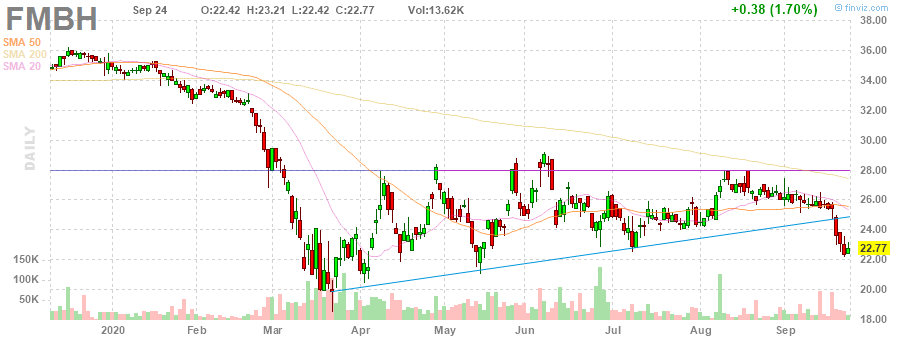 FMBH Sep 24 O:22.42 H:23.21 L:22.42 C:22.77 Vol:13.62K +0.38 (1.70%) © finviz.com
SMA 50
SMA 200
SMA 20
DAILY
38.00
36.00
34.00
32.00
30.00
28.00
26.00
24.00
22.77
22.00
20.00
18.00
150K
100K
50K
2020 Feb Mar Apr May Jun Jul Aug Sep